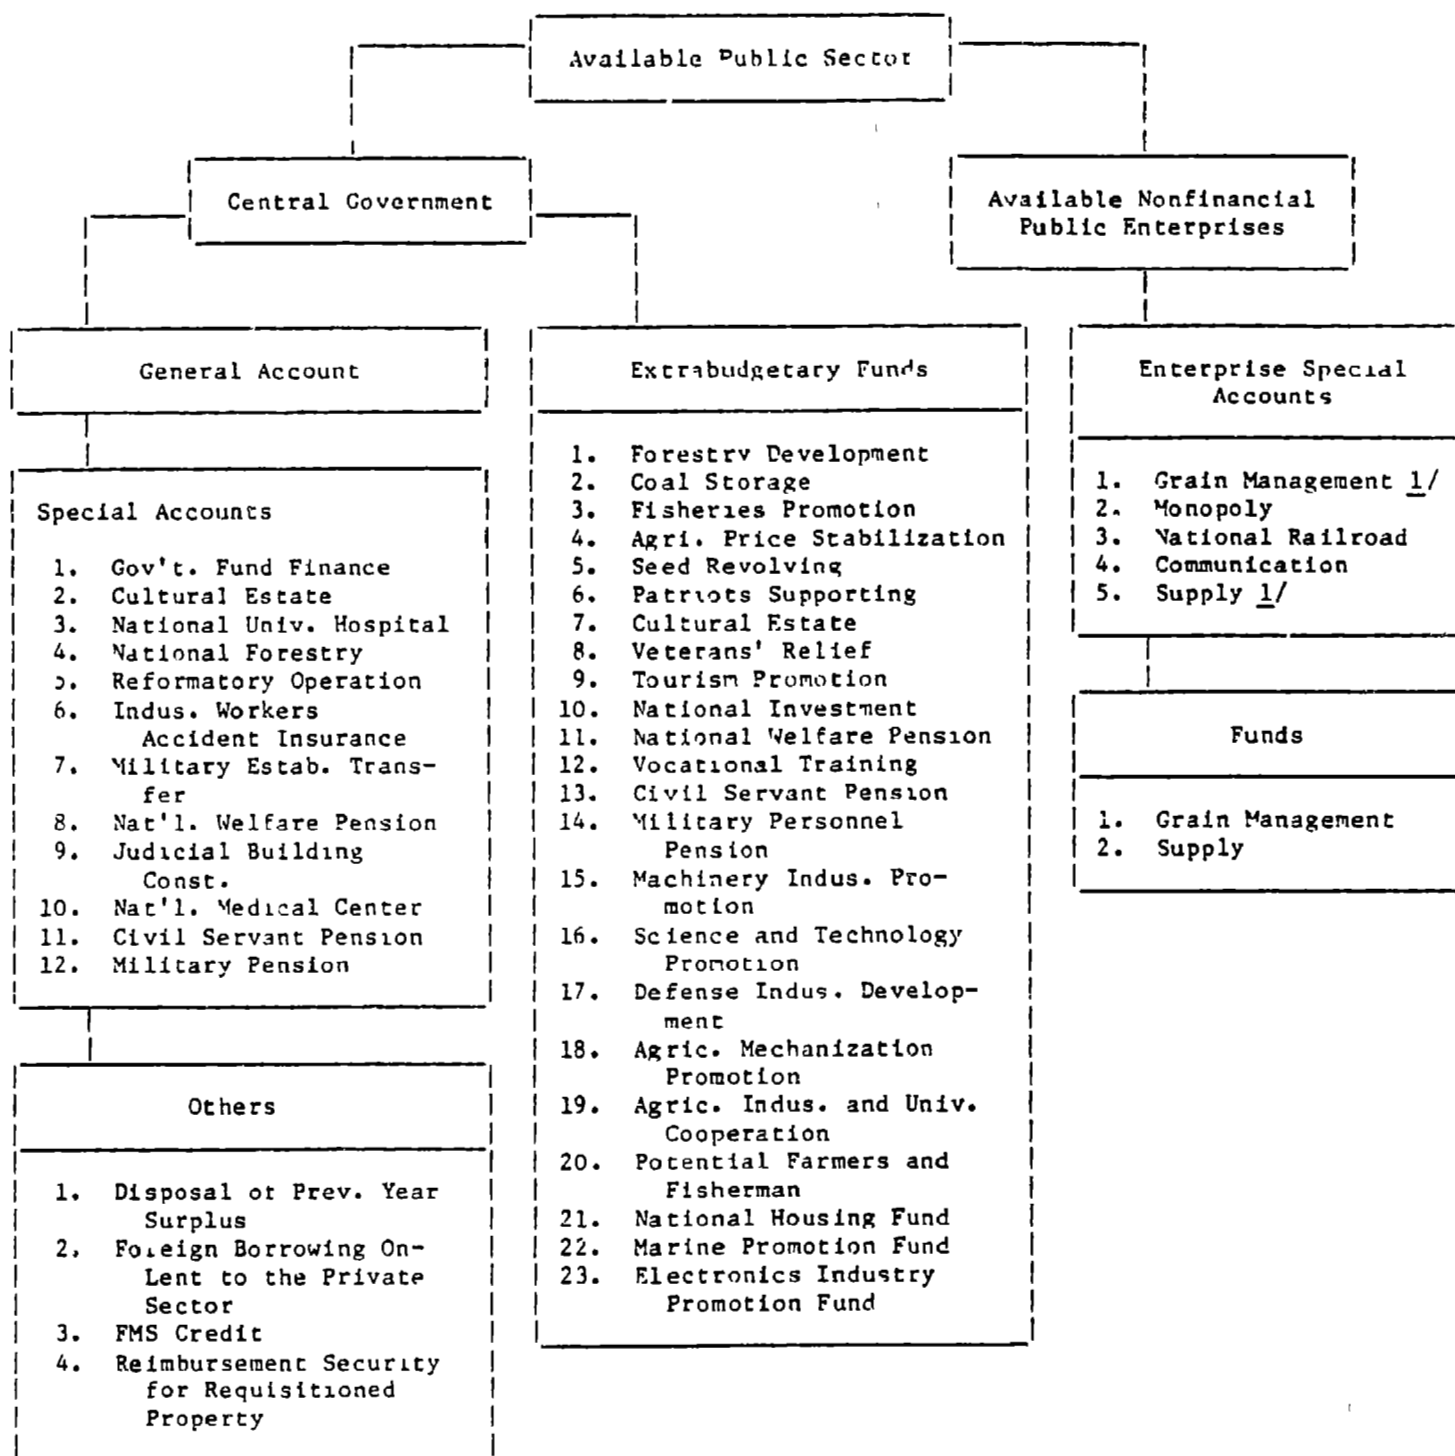 Available Public Sector
Central Government
Available Nonfinancial
Public Enterprises
General Account
Special Accounts
1. Gov't. Fund Finance
2. Cultural Estate
3. National Univ. Hospital
4. National Forestry
5. Reformatory Operation
6. Indus. Workers
Accident Insurance
7. Military Estab. Trans-
fer
8. Nat'l. Welfare Pension
9. Judicial Building
Const.
10. Nat'l. Medical Center
11. Civil Servant Pension
12. Military Pension
Others
1. Disposal of Prev. Year
Surplus
2. Foreign Borrowing On-
Lent to the Private
Sector
3. FMS Credit
4. Reimbursement Security
for Requisitioned
Property
Extrabudgetary Funds
1. Forestry Development
2. Coal Storage
3. Fisheries Promotion
4. Agri. Price Stabilization
5. Seed Revolving
6. Patriots Supporting
7. Cultural Estate
8. Veterans' Relief
9. Tourism Promotion
10. National Investment
11. National Welfare Pension
12. Vocational Training
13. Civil Servant Pension
14. Military Personnel
Pension
15. Machinery Indus. Pro-
motion
16. Science and Technology
Promotion
17. Defense Indus. Develop-
ment
18. Agric. Mechanization
Promotion
19. Agric. Indus. and Univ.
Cooperation
20. Potential Farmers and
Fisherman
21. National Housing Fund
22. Marine Promotion Fund
23. Electronics Industry
Promotion Fund
Enterprise Special
Accounts
1. Grain Management 1/
2. Monopoly
3. National Railroad
4. Communication
5. Supply 1/
Funds
1. Grain Management
2. Supply